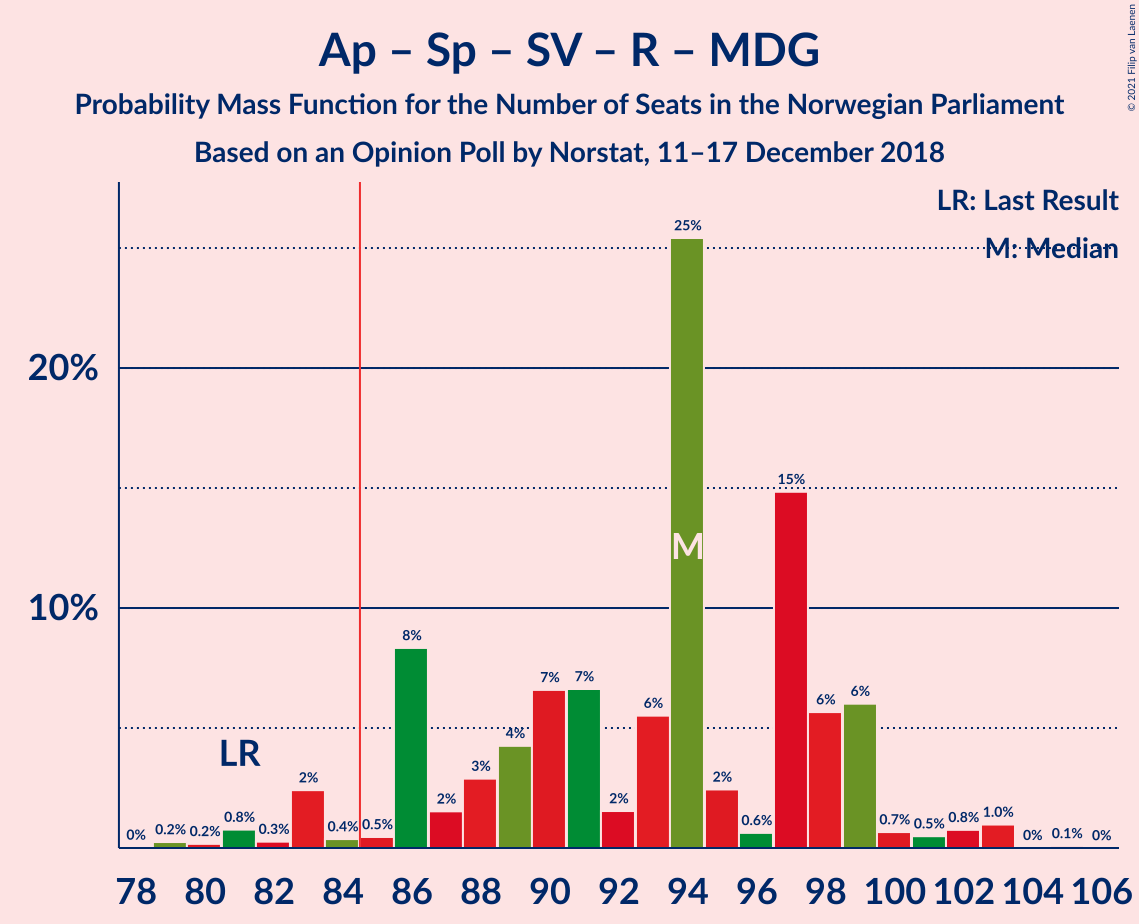 Ap – Sp – SV – R – MDG
Probability Mass Function for the Number of Seats in the Norwegian Parliament
Based on an Opinion Poll by Norstat, 11–17 December 2018
© 2021 Filip van Laenen
LR: Last Result
M: Median
20%
10%
LR
M
0% 0.2% 0.2% 0.8% 0.3% 2% 0.4% 0.5% 8% 2% 3% 4% 7% 7% 2% 6% 25% 2% 0.6% 15% 6% 6% 0.7% 0.5% 0.8% 1.0% 0% 0.1% 0%
78 80 82 84 86 88 90 92 94 96 98 100 102 104 106